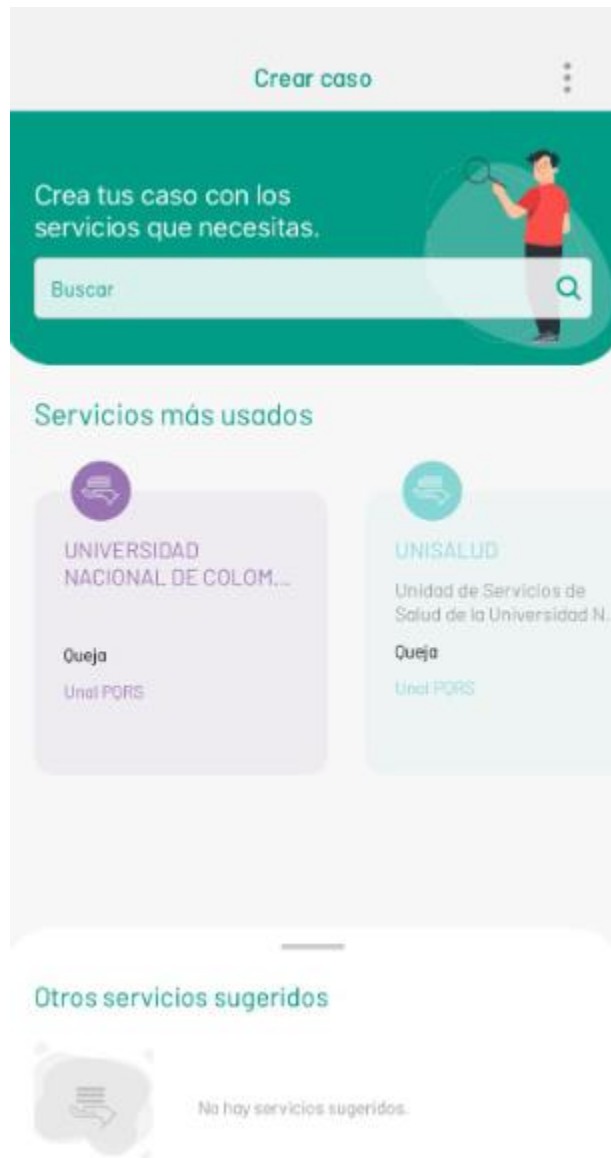 Crear caso
Crea tus caso con los
servicios que necesitas.
Buscar
Servicios más usados
UNIVERSIDAD
NACIONAL DE COLOM...
Queja
Unal PQRS
UNISALUD
Unidad de Servicios de
Salud de la Universidad N.
Queja
Unal PQRS
Otros servicios sugeridos
No hay servicios sugeridos.